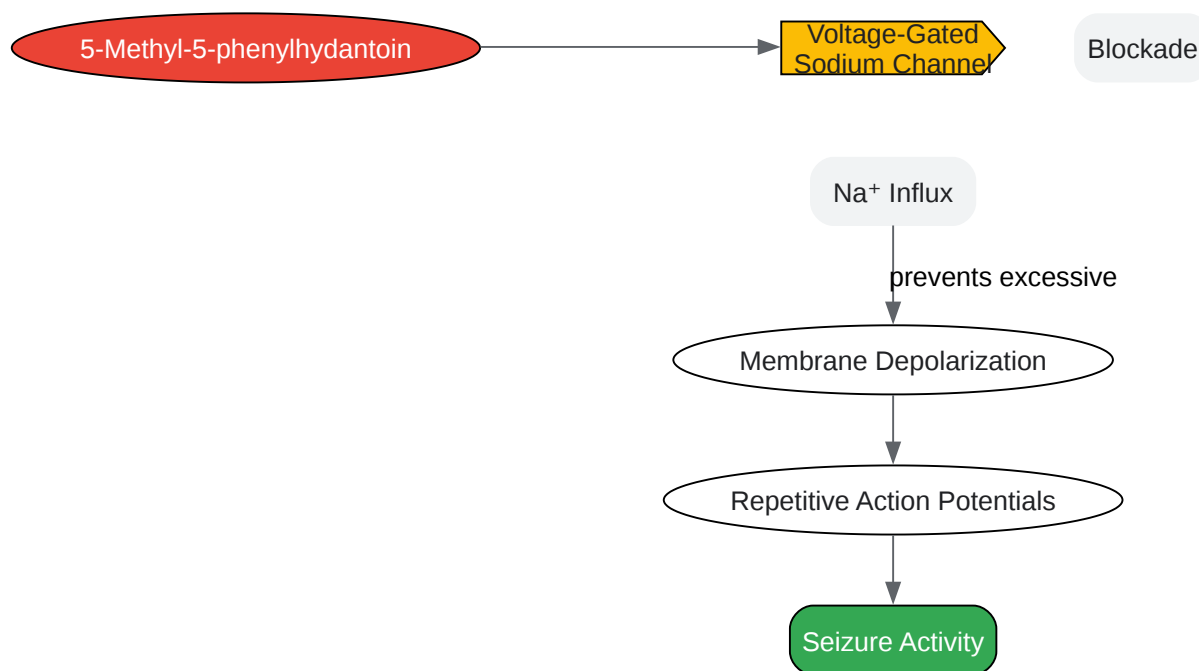 5-Methyl-5-phenylhydantoin
Voltage-Gated
Sodium Channel
Blockade
Na⁺ Influx
prevents excessive
Membrane Depolarization
Repetitive Action Potentials
Seizure Activity